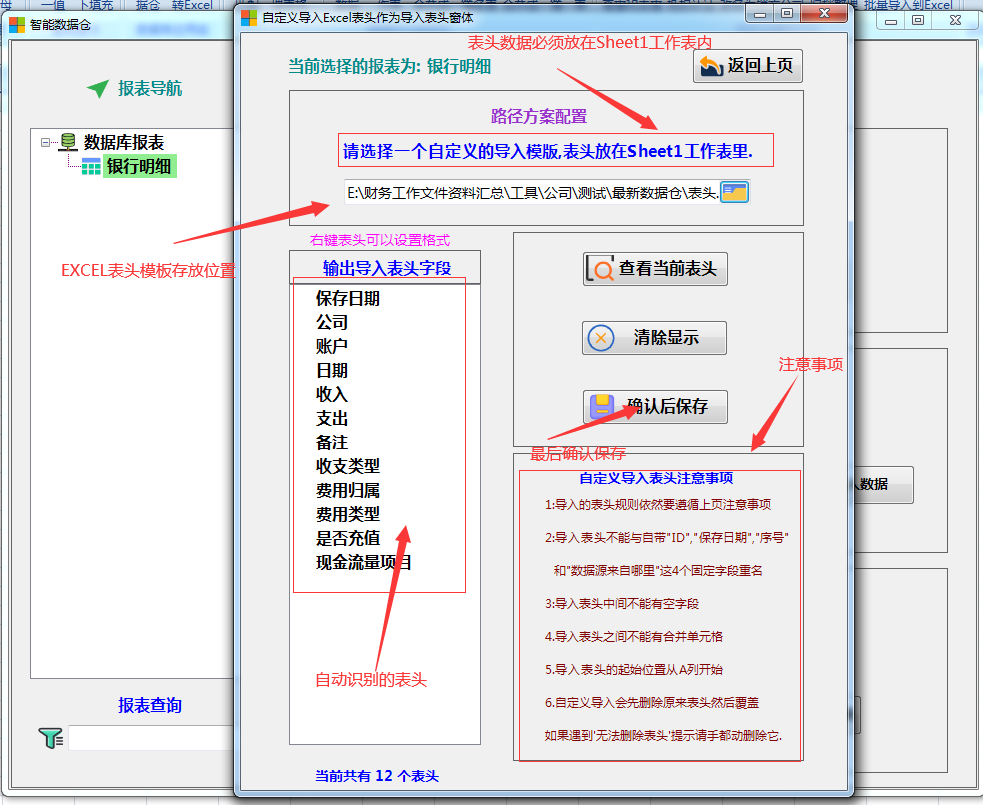 智能数据仓
自定义导入Excel表头作为导入表头窗体
表头数据必须放在Sheet1工作表内
当前选择的报表为: 银行明细
返回上页
报表导航
路径方案配置
数据库报表
银行明细
请选择一个自定义的导入模版,表头放在Sheet1工作表里.
E:\财务工作文件资料汇总\工具\公司\测试\最新数据仓\表头.
EXCEL表头模板存放位置
右键表头可以设置格式
输出导入表头字段
查看当前表头
保存日期
公司
账户
日期
收入
支出
备注
收支类型
费用归属
费用类型
是否充值
现金流量项目
清除显示
注意事项
确认后保存
最后确认保存
自定义导入表头注意事项
1:导入的表头规则依然要遵循上页注意事项
2:导入表头不能与自带"ID","保存日期","序号"
和"数据源来自哪里"这4个固定字段重名
3:导入表头中间不能有空字段
4.导入表头之间不能有合并单元格
5.导入表头的起始位置从A列开始
6.自定义导入会先删除原来表头然后覆盖
如果遇到'无法删除表头'提示请手都动删除它.
入数据
自动识别的表头
报表查询
当前共有 12 个表头